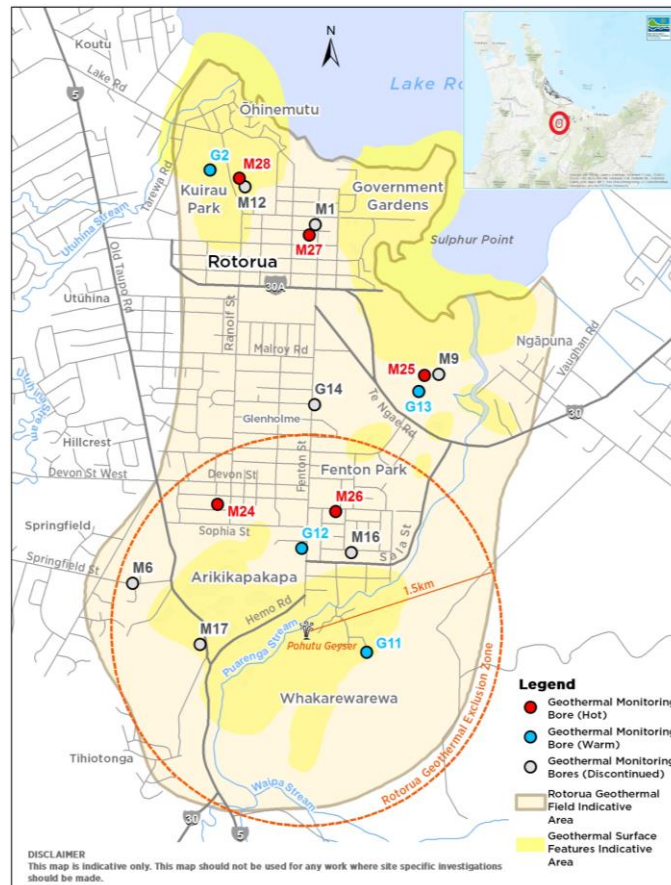 Koutu
Lake Rd
5
N
Lake Ro
Ōhinemutu
G2
M28
M12
Kuirau
Park
Tarewa Rd
Government
Gardens
M1
M27
Sulphur Point
Utuhina Stream
Old Taupo Rd
Rotorua
30A
Utūhina
Ranolf St
Ngāpuna
Vaughan Rd
Malroy Rd
M25
M9
G13
G14
Te Ngae Rd
30
Utuhina
Stream
Glenholme
Hillcrest
Devon St West
Fenton St
Fenton Park
Devon St
M24
M26
Sophia St
Springfield
G12
M16
Sala St
Springfield St
M6
Arikikapakapa
1.5km
Hemo Rd
M17
Puarenga Stream
Pohutu Geyser
G11
Whakarewarewa
Rotorua Geothermal Exclusion Zone
Tihiotonga
Waipa Stream
30
5
Legend
Geothermal Monitoring
Bore (Hot)
Geothermal Monitoring
Bore (Warm)
Geothermal Monitoring
Bores (Discontinued)
Rotorua Geothermal
Field Indicative
Area
Geothermal Surface
Features Indicative
Area
DISCLAIMER
This map is indicative only. This map should not be used for any work where site specific investigations
should be made.